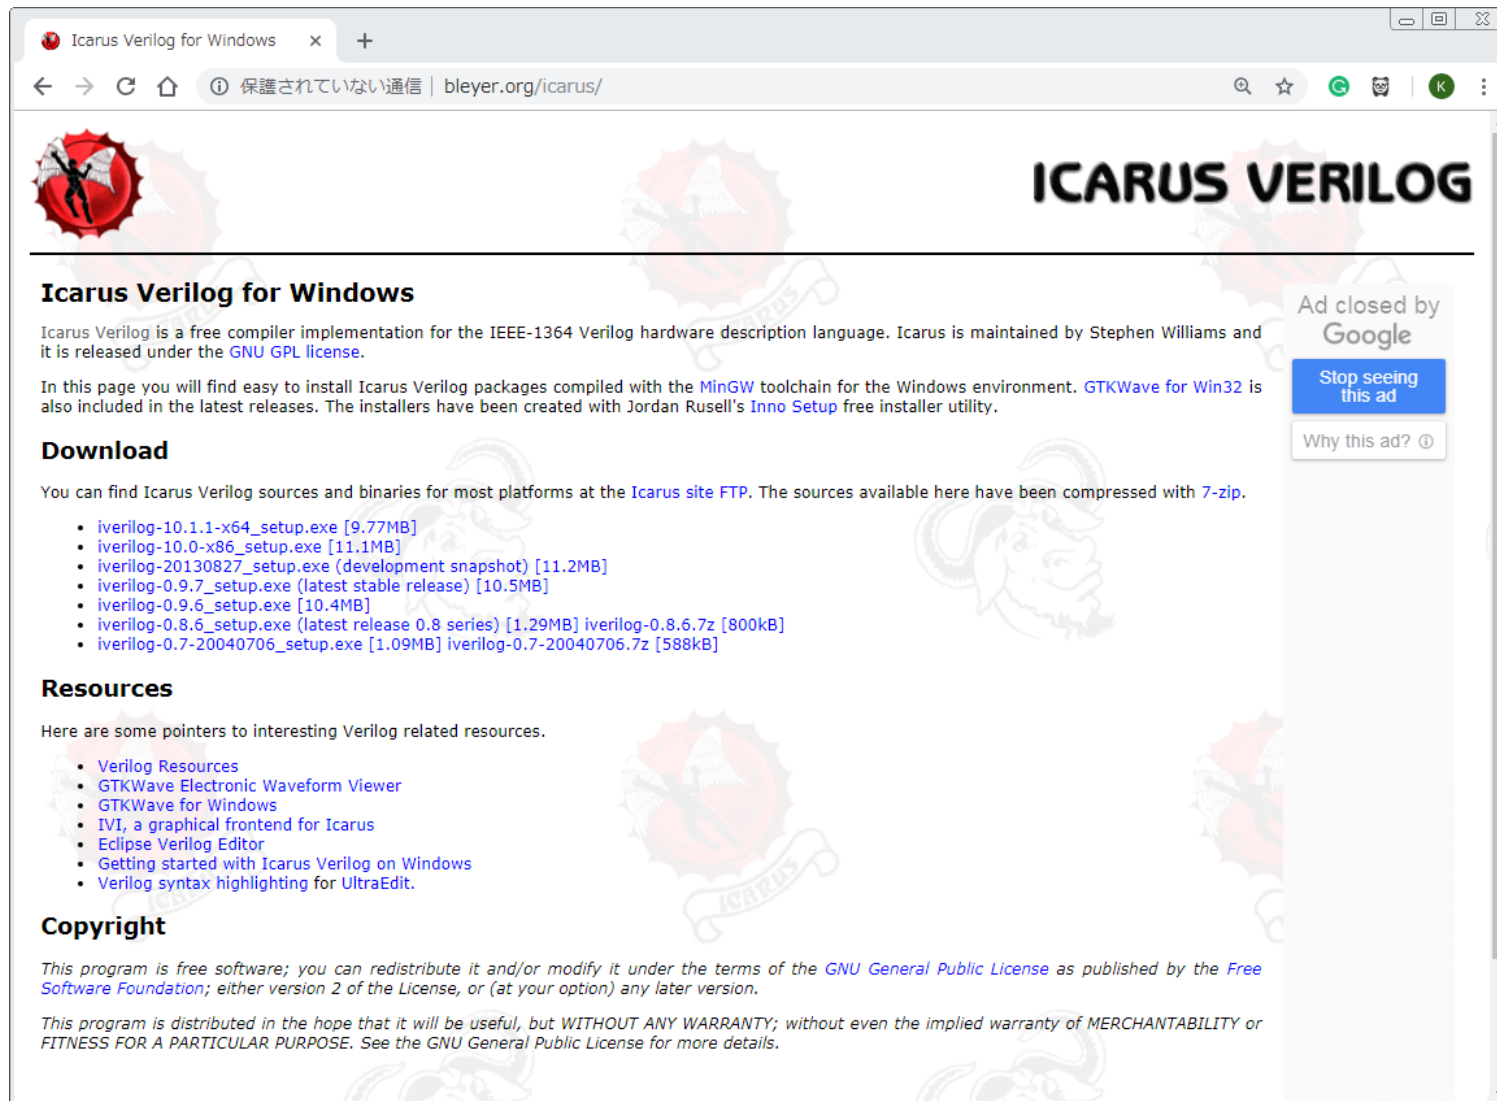 Icarus Verilog for Windows
保護されていない通信 | bleyer.org/icarus/
K
ICARUS VERILOG
Icarus Verilog for Windows
Icarus Verilog is a free compiler implementation for the IEEE-1364 Verilog hardware description language. Icarus is maintained by Stephen Williams and
it is released under the GNU GPL license.
In this page you will find easy to install Icarus Verilog packages compiled with the MinGW toolchain for the Windows environment. GTKWave for Win32 is
also included in the latest releases. The installers have been created with Jordan Rusell's Inno Setup free installer utility.
Download
You can find Icarus Verilog sources and binaries for most platforms at the Icarus site FTP. The sources available here have been compressed with 7-zip.
• iverilog-10.1.1-x64_setup.exe [9.77MB]
• iverilog-10.0-x86_setup.exe [11.1MB]
• iverilog-20130827_setup.exe (development snapshot) [11.2MB]
• iverilog-0.9.7_setup.exe (latest stable release) [10.5MB]
• iverilog-0.9.6_setup.exe [10.4MB]
• iverilog-0.8.6_setup.exe (latest release 0.8 series) [1.29MB] iverilog-0.8.6.7z [800kB]
• iverilog-0.7-20040706_setup.exe [1.09MB] iverilog-0.7-20040706.7z [588kB]
Resources
Here are some pointers to interesting Verilog related resources.
• Verilog Resources
• GTKWave Electronic Waveform Viewer
• GTKWave for Windows
• IVI, a graphical frontend for Icarus
• Eclipse Verilog Editor
• Getting started with Icarus Verilog on Windows
• Verilog syntax highlighting for UltraEdit.
Copyright
This program is free software; you can redistribute it and/or modify it under the terms of the GNU General Public License as published by the Free
Software Foundation; either version 2 of the License, or (at your option) any later version.
This program is distributed in the hope that it will be useful, but WITHOUT ANY WARRANTY; without even the implied warranty of MERCHANTABILITY or
FITNESS FOR A PARTICULAR PURPOSE. See the GNU General Public License for more details.
Ad closed by
Google
Stop seeing
this ad
Why this ad?
ICARUS